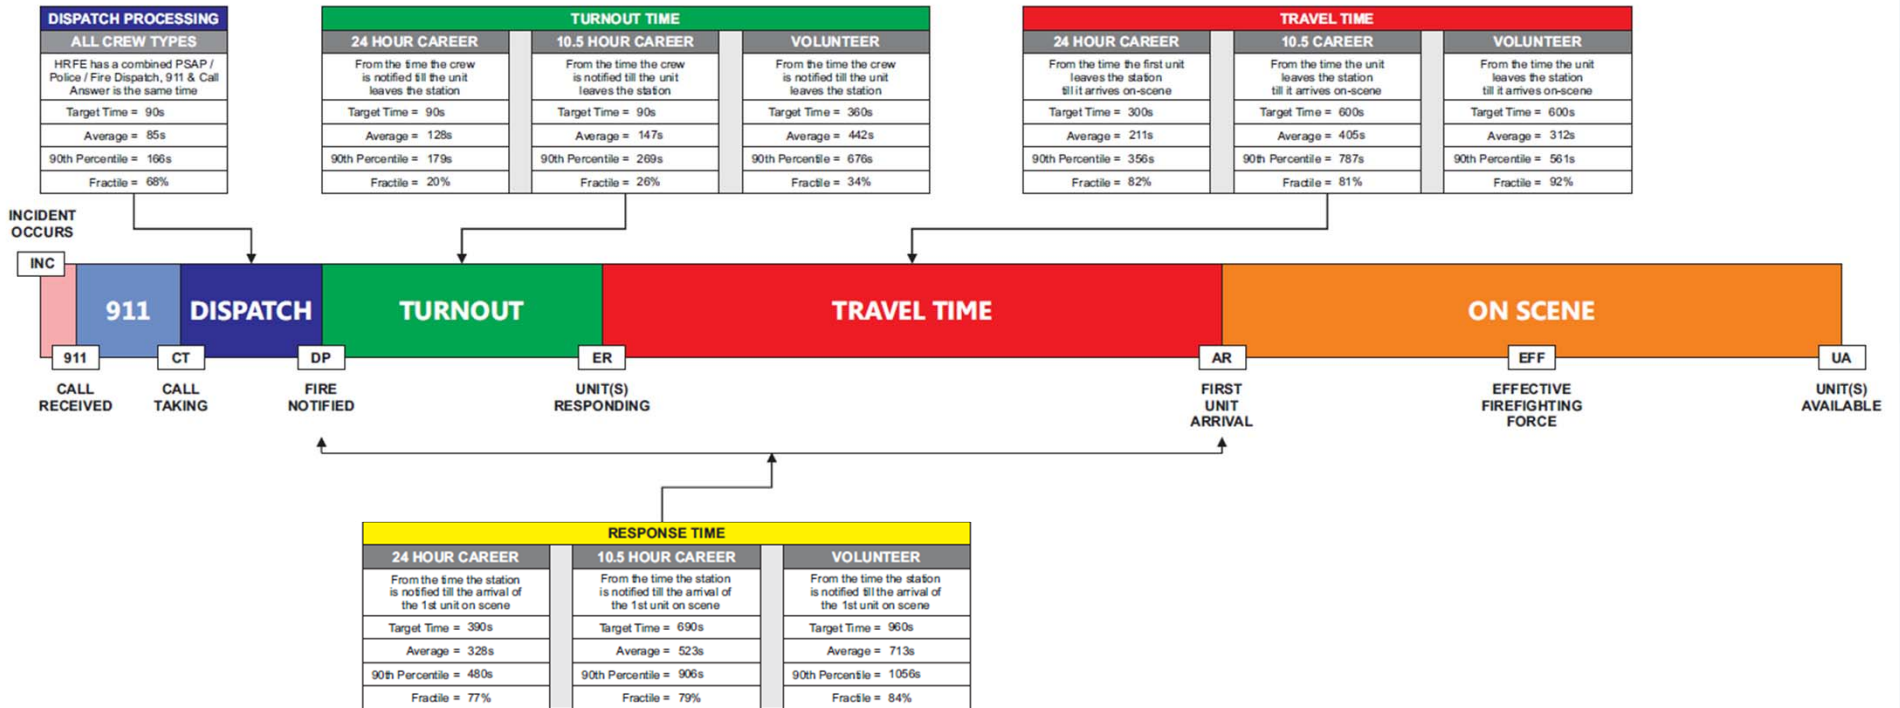 DISPATCH PROCESSING
ALL CREW TYPES
HRFE has a combined PSAP /
Police / Fire Dispatch, 911 & Call
Answer is the same time
Target Time = 90s
Average = 85s
90th Percentile = 166s
Fractile = 68%
TURNOUT TIME
24 HOUR CAREER
From the time the crew
is notified till the unit
leaves the station
Target Time = 90s
Average = 128s
90th Percentile = 179s
Fractile = 20%
10.5 HOUR CAREER
From the time the crew
is notified till the unit
leaves the station
Target Time = 90s
Average = 147s
90th Percentile = 269s
Fractile = 26%
VOLUNTEER
From the time the crew
is notified till the unit
leaves the station
Target Time = 360s
Average = 442s
90th Percentile = 676s
Fractile = 34%
TRAVEL TIME
24 HOUR CAREER
From the time the first unit
leaves the station
till it arrives on-scene
Target Time = 300s
Average = 211s
90th Percentile = 356s
Fractile = 82%
10.5 CAREER
From the time the unit
leaves the station
till it arrives on-scene
Target Time = 600s
Average = 405s
90th Percentile = 787s
Fractile = 81%
VOLUNTEER
From the time the unit
leaves the station
till it arrives on-scene
Target Time = 600s
Average = 312s
90th Percentile = 561s
Fractile = 92%
INCIDENT
OCCURS
INC
911
DISPATCH
TURNOUT
TRAVEL TIME
ON SCENE
911
CALL
RECEIVED
CT
CALL
TAKING
DP
FIRE
NOTIFIED
ER
UNIT(S)
RESPONDING
AR
FIRST
UNIT
ARRIVAL
EFF
EFFECTIVE
FIREFIGHTING
FORCE
UA
UNIT(S)
AVAILABLE
RESPONSE TIME
24 HOUR CAREER
From the time the station
is notified till the arrival of
the 1st unit on scene
Target Time = 390s
Average = 328s
90th Percentile = 480s
Fractile = 77%
10.5 HOUR CAREER
From the time the station
is notified till the arrival of
the 1st unit on scene
Target Time = 690s
Average = 523s
90th Percentile = 906s
Fractile = 79%
VOLUNTEER
From the time the station
is notified till the arrival of
the 1st unit on scene
Target Time = 960s
Average = 713s
90th Percentile = 1056s
Fractile = 84%